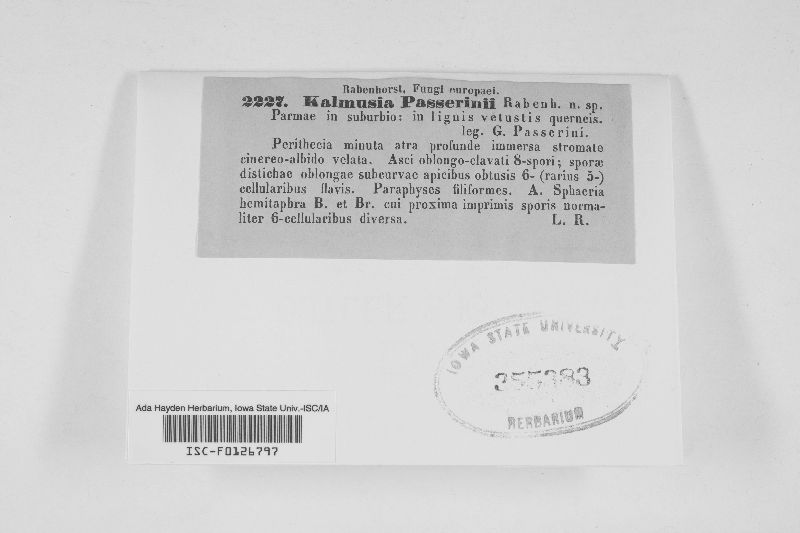 Rabenhorst, Fungi europaei.
2227. Kalmusia Passerinii Rabenh. n. sp.
Parmae in suburbio: in lignis vetustis querneis.
leg. G. Passerini.
Perithecia minuta atra profunde immersa stromate
cinereo-albido velata. Asci oblongo-clavati 8-spori; sporæ
distichae oblongae subcurvae apicibus obtusis 6- (rarius 5-)
cellularibus flavis. Paraphyses filiformes. A. Sphaeria
hemitaphra B. et Br. cui proxima imprimis sporis norma-
liter 6-cellularibus diversa. L. R.
IOWA STATE UNIVERSITY
355383
HERBARIUM
Ada Hayden Herbarium, Iowa State Univ.-ISC/IA
ISC-F0126797